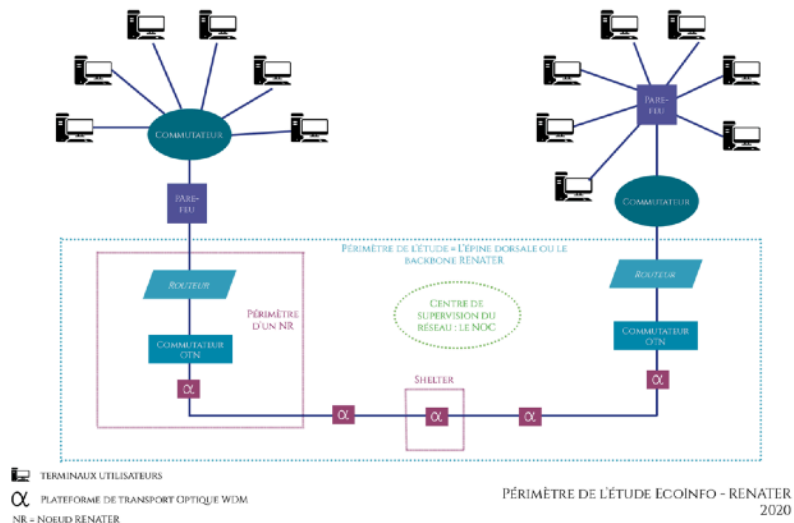 COMMUTATEUR
PARE-
FEU
PARE-
FEU
COMMUTATEUR
PÉRIMÈTRE DE L'ÉTUDE = L'ÉPINE DORSALE OU LE
BACKBONE RENATER
ROUTEUR
ROUTEUR
CENTRE DE
SUPERVISION DU
RÉSEAU : LE NOC
PÉRIMÈTRE
D'UN NR
COMMUTATEUR
OTN
COMMUTATEUR
OTN
SHELTER
α
α
α
α
α
TERMINAUX UTILISATEURS
α PLATEFORME DE TRANSPORT OPTIQUE WDM
NR = NOEUD RENATER
PÉRIMÈTRE DE L'ÉTUDE ECOINFO - RENATER
2020